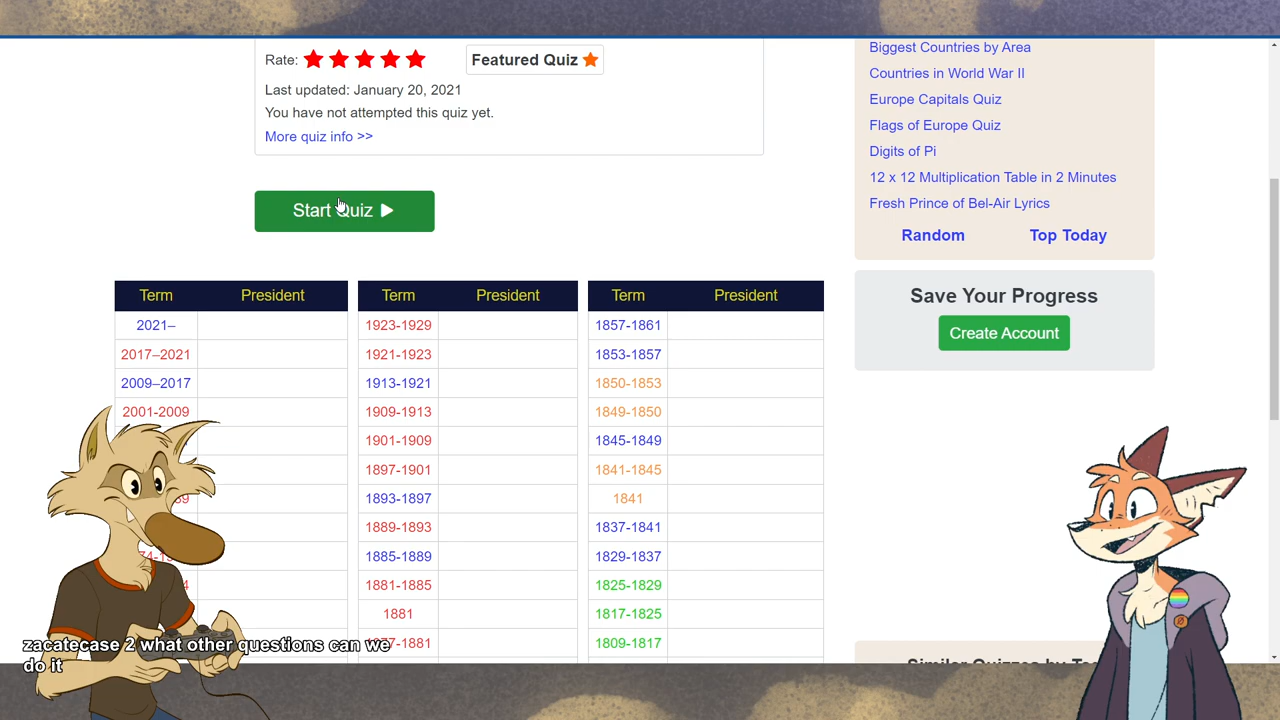 Rate:
Featured Quiz
Last updated: January 20, 2021
You have not attempted this quiz yet.
More quiz info >>
Start Quiz
Term President Term President Term President
2021– 1923-1929 1857-1861
2017–2021 1921-1923 1853-1857
2009–2017 1913-1921 1850-1853
2001-2009 1909-1913 1849-1850
1901-1909 1845-1849
1897-1901 1841-1845
1893-1897 1841
1889-1893 1837-1841
1885-1889 1829-1837
1881-1885 1825-1829
1881 1817-1825
1809-1817
zacatecase 2 what other questions can we
do it
Biggest Countries by Area
Countries in World War II
Europe Capitals Quiz
Flags of Europe Quiz
Digits of Pi
12 x 12 Multiplication Table in 2 Minutes
Fresh Prince of Bel-Air Lyrics
Random Top Today
Save Your Progress
Create Account